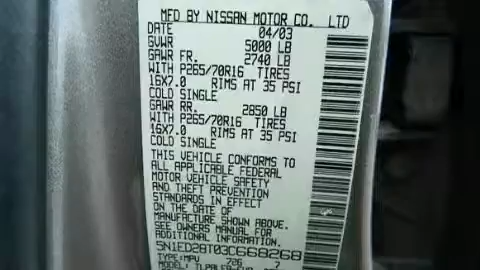 MFD BY NISSAN MOTOR CO. LTD
DATE 04/03
GVWR 5000 LB
GAWR FR. 2740 LB
WITH P265/70R16 TIRES
16X7.0 RIMS AT 35 PSI
COLD SINGLE
GAWR RR. 2850 LB
WITH P265/70R16 TIRES
16X7.0 RIMS AT 35 PSI
COLD SINGLE
THIS VEHICLE CONFORMS TO
ALL APPLICABLE FEDERAL
MOTOR VEHICLE SAFETY
AND THEFT PREVENTION
STANDARDS IN EFFECT
ON THE DATE OF
MANUFACTURE SHOWN ABOVE.
SEE OWNERS MANUAL FOR
ADDITIONAL INFORMATION
5N1ED28T03C668268
TYPE:MPV 7
MODEL: